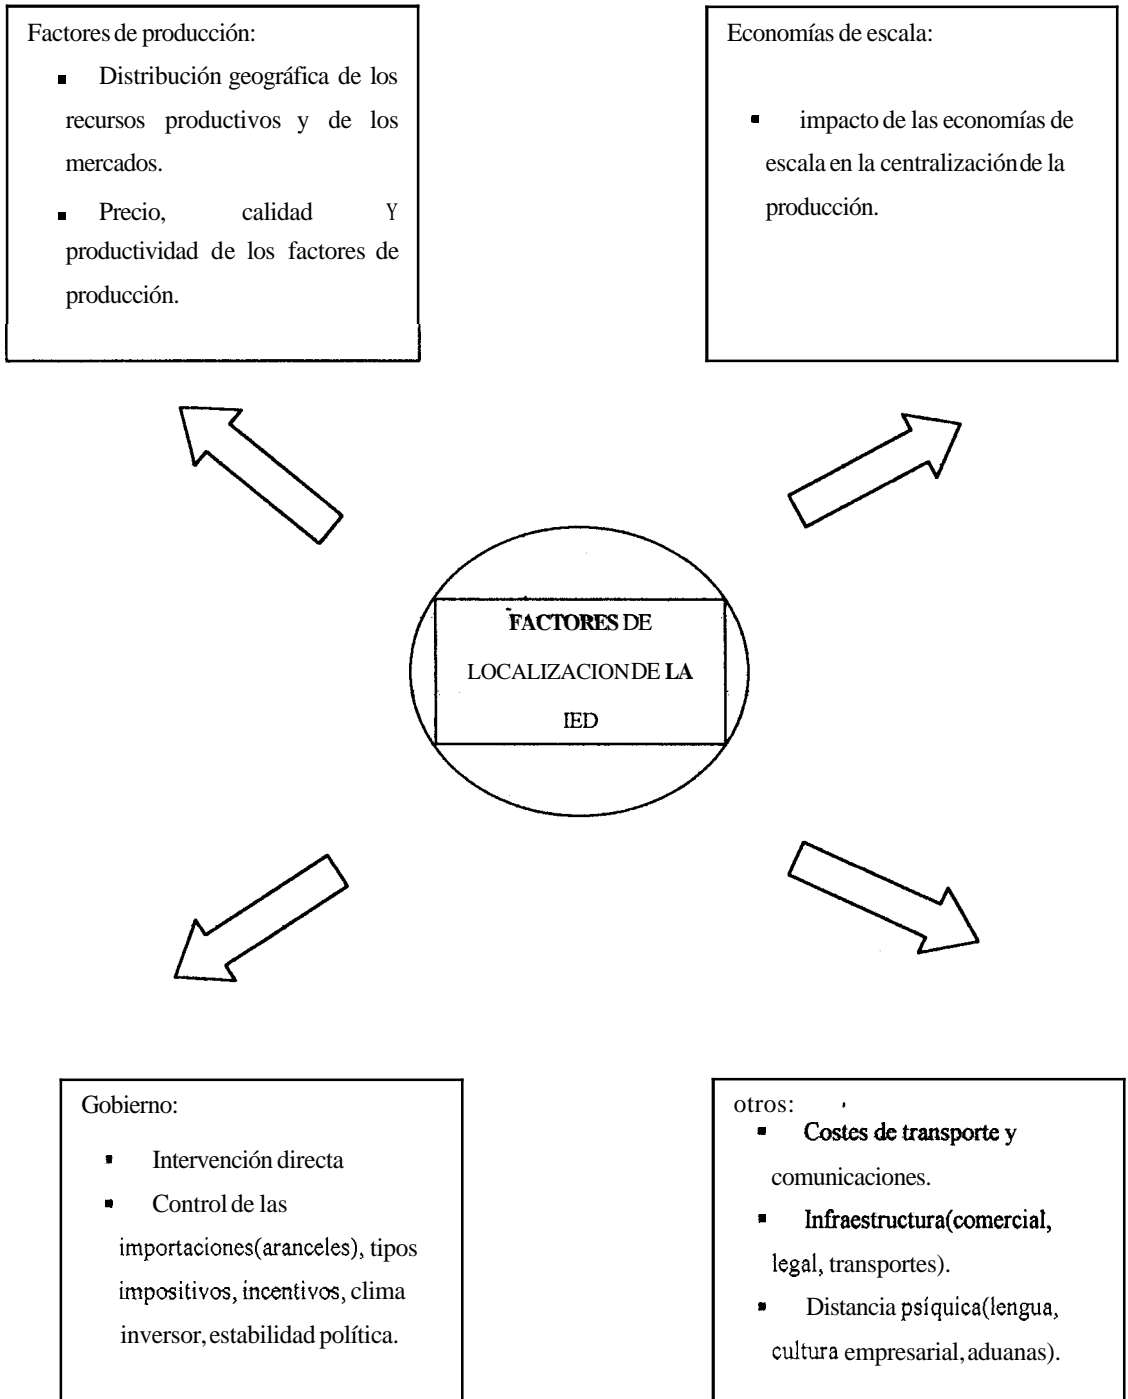 Factores de producción:
▪ Distribución geográfica de los
recursos productivos y de los
mercados.
▪ Precio, calidad Y
productividad de los factores de
producción.
Economías de escala:
▪ impacto de las economías de
escala en la centralización de la
producción.
FACTORES DE
LOCALIZACION DE LA
IED
Gobierno:
▪ Intervención directa
▪ Control de las
importaciones(aranceles), tipos
impositivos, incentivos, clima
inversor, estabilidad política.
otros:
▪ Costes de transporte y
comunicaciones.
▪ Infraestructura(comercial,
legal, transportes).
▪ Distancia psíquica(lengua,
cultura empresarial, aduanas).